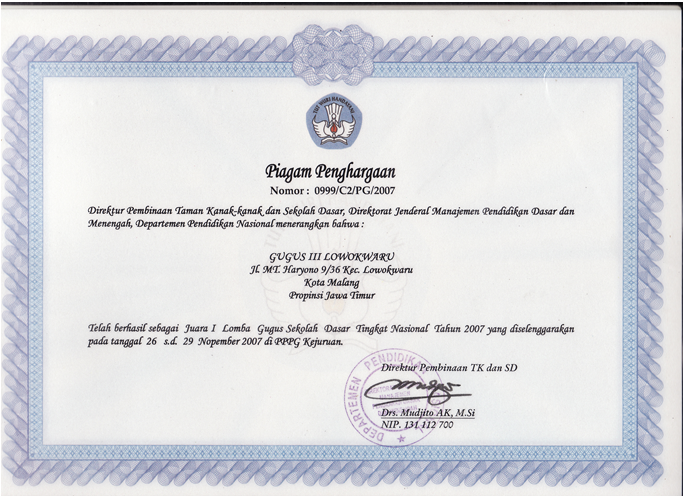 TUT WURI HANDAYANI
Piagam Penghargaan
Nomor : 0999/C2/PG/2007
Direktur Pembinaan Taman Kanak-kanak dan Sekolah Dasar, Direktorat Jenderal Manajemen Pendidikan Dasar dan
Menengah, Departemen Pendidikan Nasional menerangkan bahwa :
GUGUS III LOWOKWARU
Jl. MT. Haryono 9/36 Kec. Lowokwaru
Kota Malang
Propinsi Jawa Timur
Telah berhasil sebagai Juara I Lomba Gugus Sekolah Dasar Tingkat Nasional Tahun 2007 yang diselenggarakan
pada tanggal 26 s.d. 29 Nopember 2007 di PPPG Kejuruan.
Direktur Pembinaan TK dan SD
DEPARTEMEN PENDIDIKAN
Drs. Mudjito AK, M.Si
NIP. 131 112 700